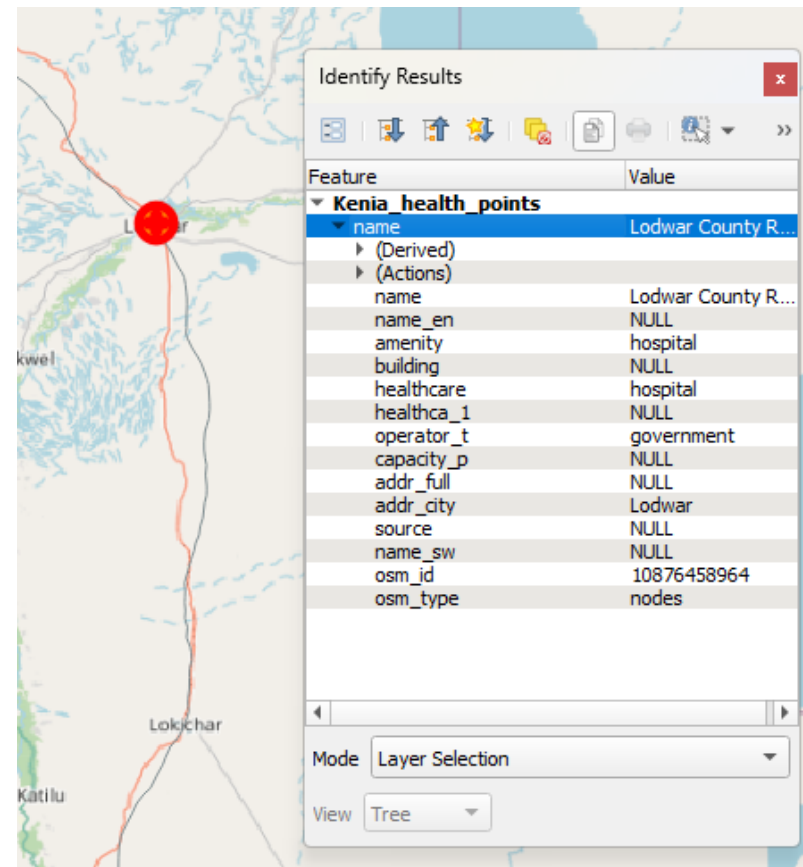 Identify Results
Feature Value
Kenia_health_points
name Lodwar County R...
(Derived)
(Actions)
name Lodwar County R...
name_en NULL
amenity hospital
building NULL
healthcare hospital
healthca_1 NULL
operator_t government
capacity_p NULL
addr_full NULL
addr_city Lodwar
source NULL
name_sw NULL
osm_id 10876458964
osm_type nodes
Mode Layer Selection
View Tree
kwel
Lokichar
Katilu